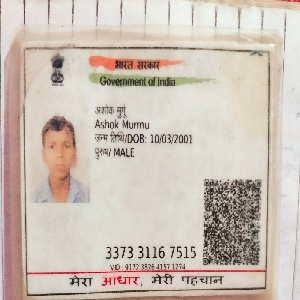 भारत सरकार
Government of India
अशोक मुर्मू
Ashok Murmu
जन्म तिथि/DOB: 10/03/2001
पुरुष/ MALE
3373 3116 7515
VID : 9172 3826 4157 1274
मेरा आधार, मेरी पहचान